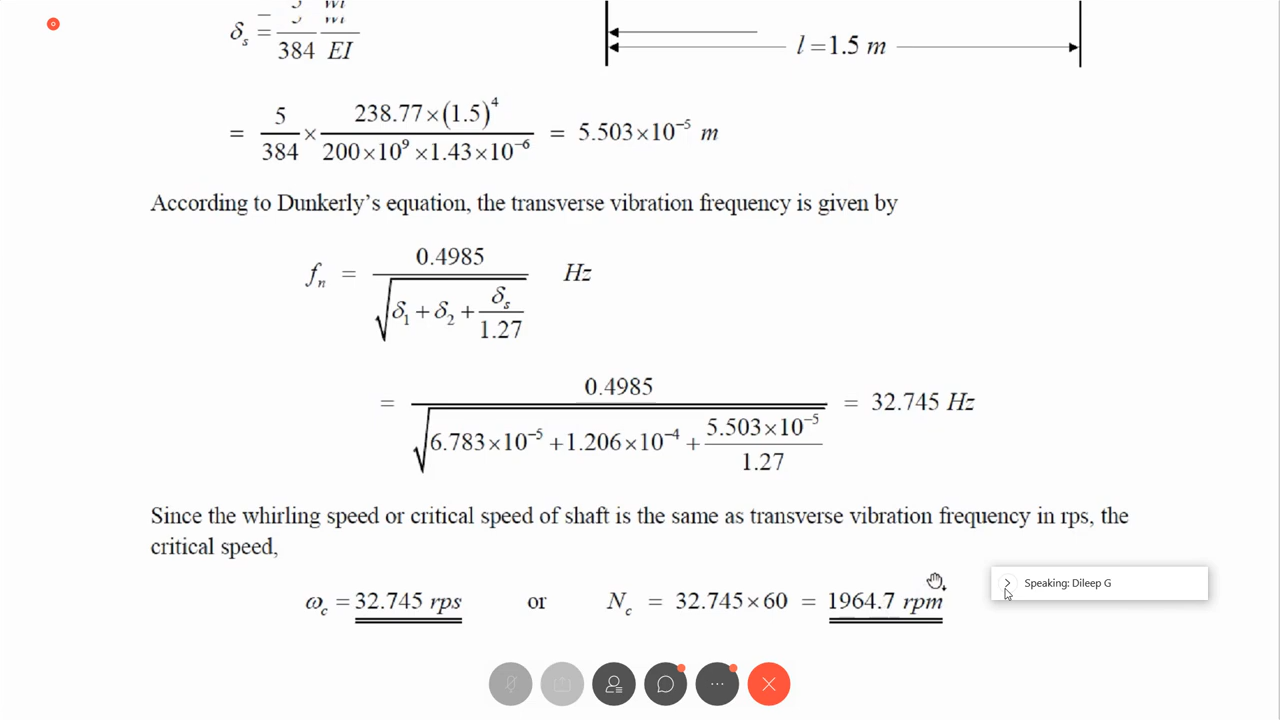 δs = 5/384 wl/EI
l = 1.5 m
= 5/384 × 238.77×(1.5)^4 / 200×10^9 ×1.43×10^−6 = 5.503×10^−5 m
According to Dunkerly’s equation, the transverse vibration frequency is given by
fn = 0.4985 / √(δ1 + δ2 + δs/1.27) Hz
= 0.4985 / √(6.783×10^−5 +1.206×10^−4 + 5.503×10^−5/1.27) = 32.745 Hz
Since the whirling speed or critical speed of shaft is the same as transverse vibration frequency in rps, the
critical speed,
ωc = 32.745 rps or Nc = 32.745×60 = 1964.7 rpm
Speaking: Dileep G